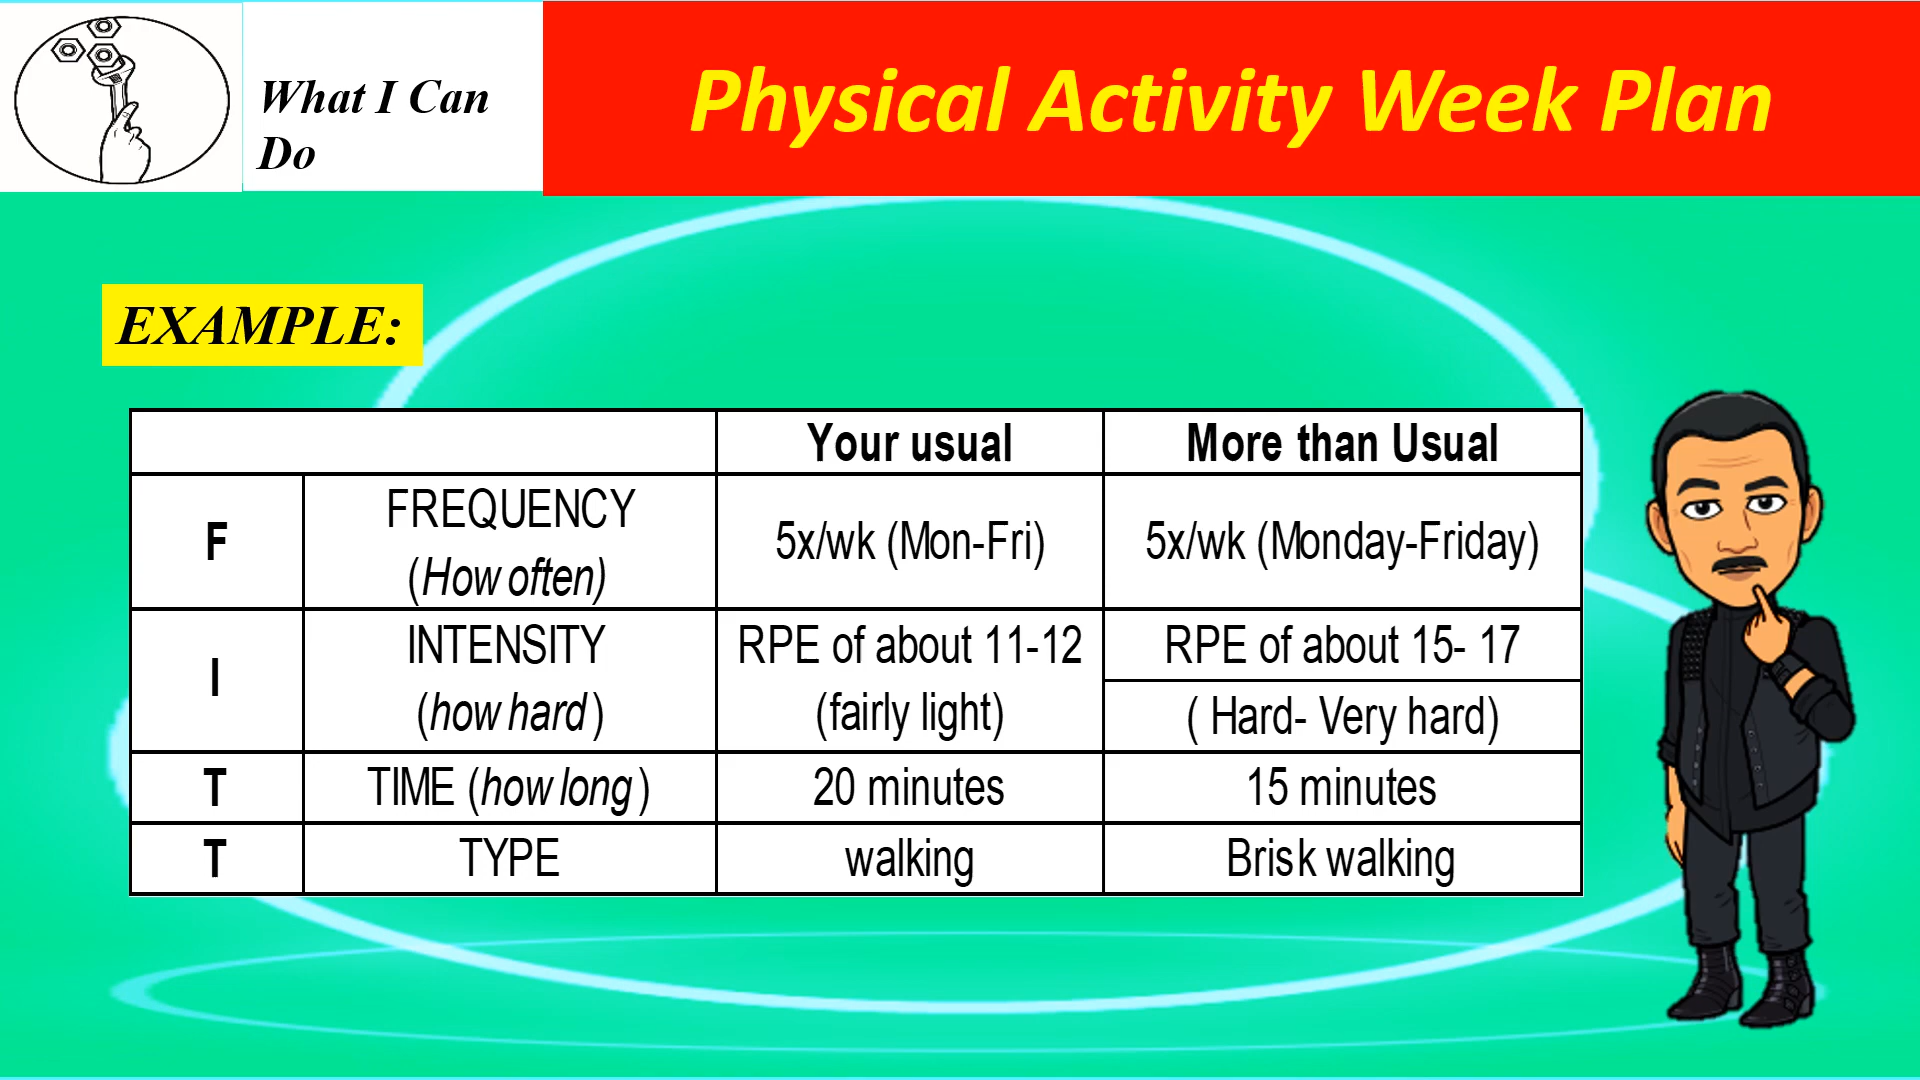 What I Can
Do
Physical Activity Week Plan
EXAMPLE:
Your usual
More than Usual
F
FREQUENCY
(How often)
5x/wk (Mon-Fri)
5x/wk (Monday-Friday)
I
INTENSITY
(how hard)
RPE of about 11-12
(fairly light)
RPE of about 15- 17
( Hard- Very hard)
T
TIME (how long)
20 minutes
15 minutes
T
TYPE
walking
Brisk walking